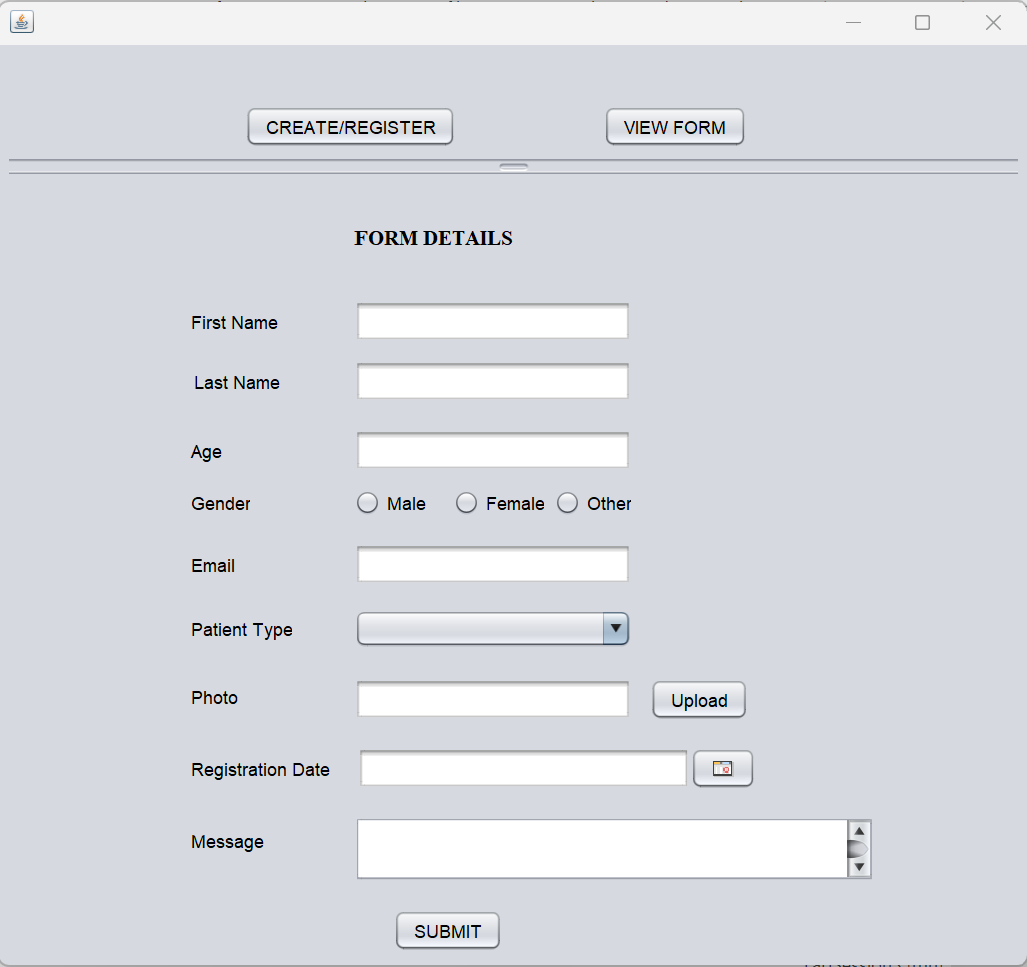 CREATE/REGISTER VIEW FORM
FORM DETAILS
First Name
Last Name
Age
Gender Male Female Other
Email
Patient Type
Photo Upload
Registration Date
Message
SUBMIT